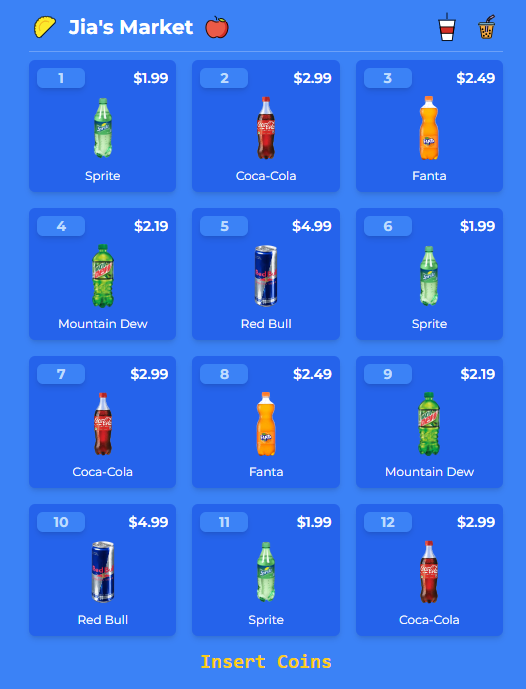 Jia's Market
1 $1.99 2 $2.99 3 $2.49
Sprite Coca-Cola Fanta
4 $2.19 5 $4.99 6 $1.99
Mountain Dew Red Bull Sprite
7 $2.99 8 $2.49 9 $2.19
Coca-Cola Fanta Mountain Dew
10 $4.99 11 $1.99 12 $2.99
Red Bull Sprite Coca-Cola
Insert Coins